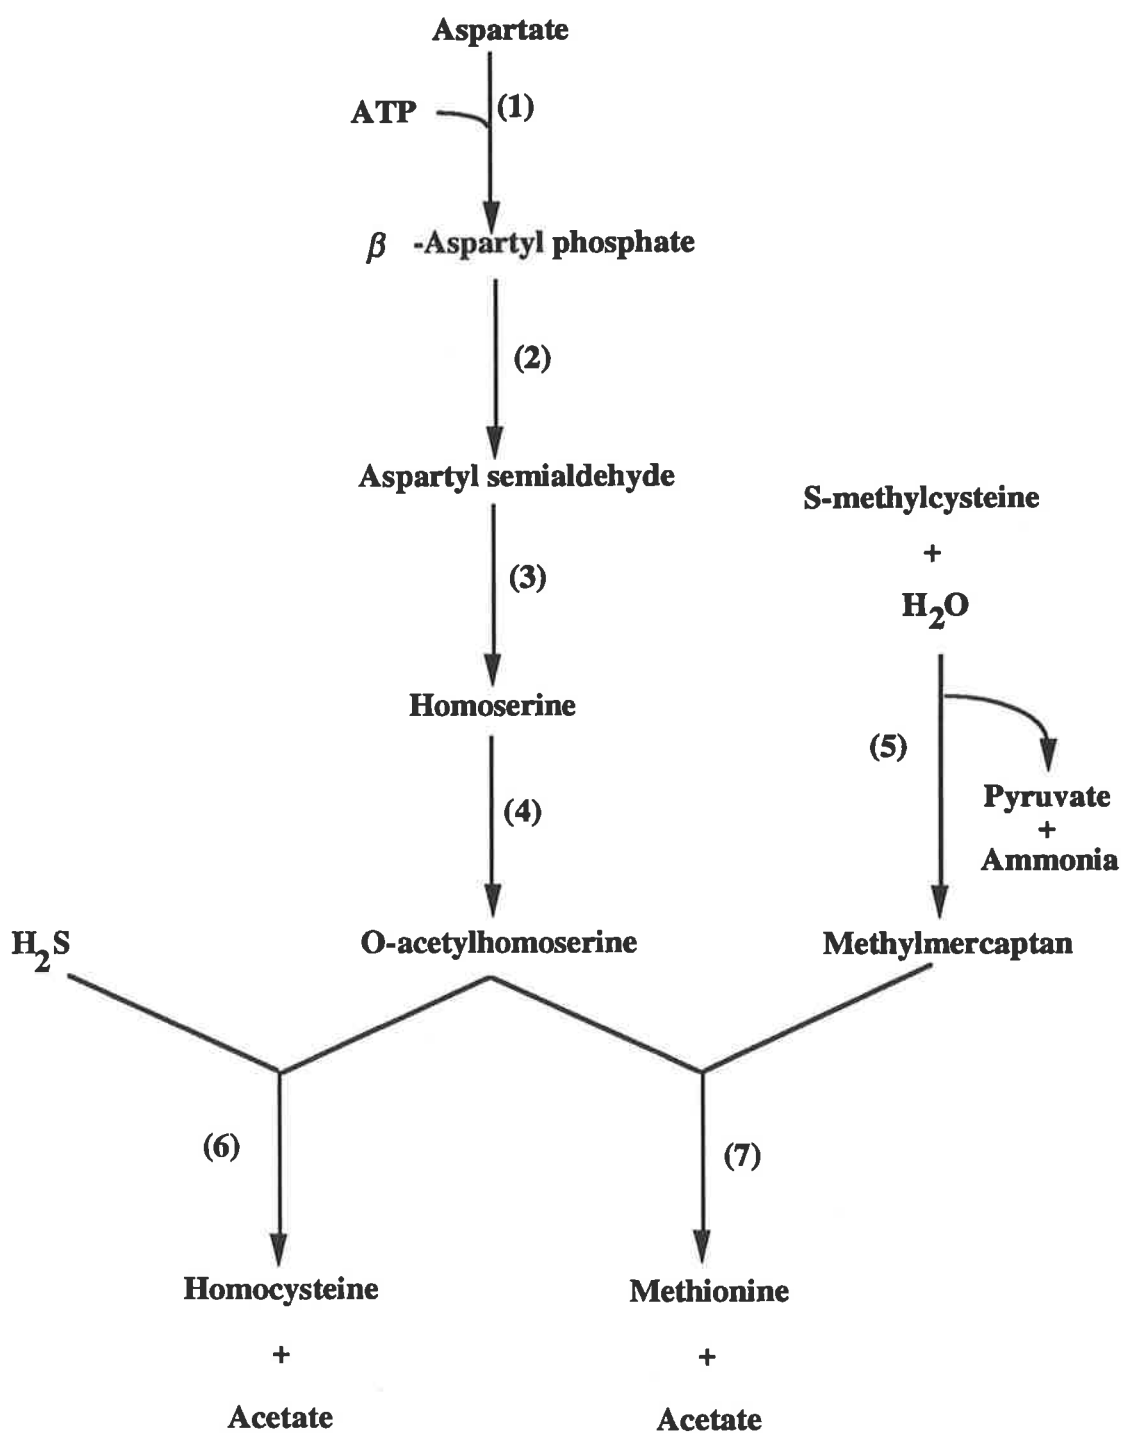 Aspartate
ATP
(1)
β -Aspartyl phosphate
(2)
Aspartyl semialdehyde
S-methylcysteine
+
H2O
(3)
Homoserine
(5)
Pyruvate
+
Ammonia
(4)
H2S
O-acetylhomoserine
Methylmercaptan
(6)
(7)
Homocysteine
+
Acetate
Methionine
+
Acetate